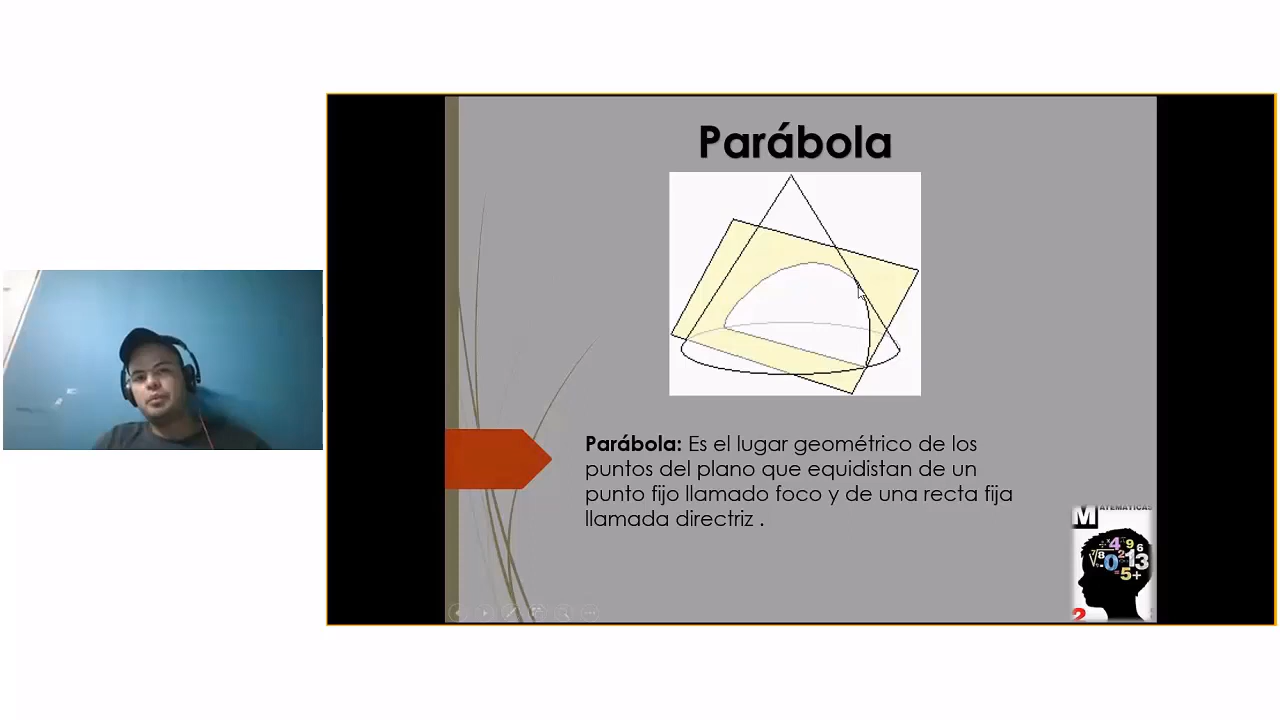 Parábola
Parábola: Es el lugar geométrico de los
puntos del plano que equidistan de un
punto fijo llamado foco y de una recta fija
llamada directriz .
MATEMATICAS